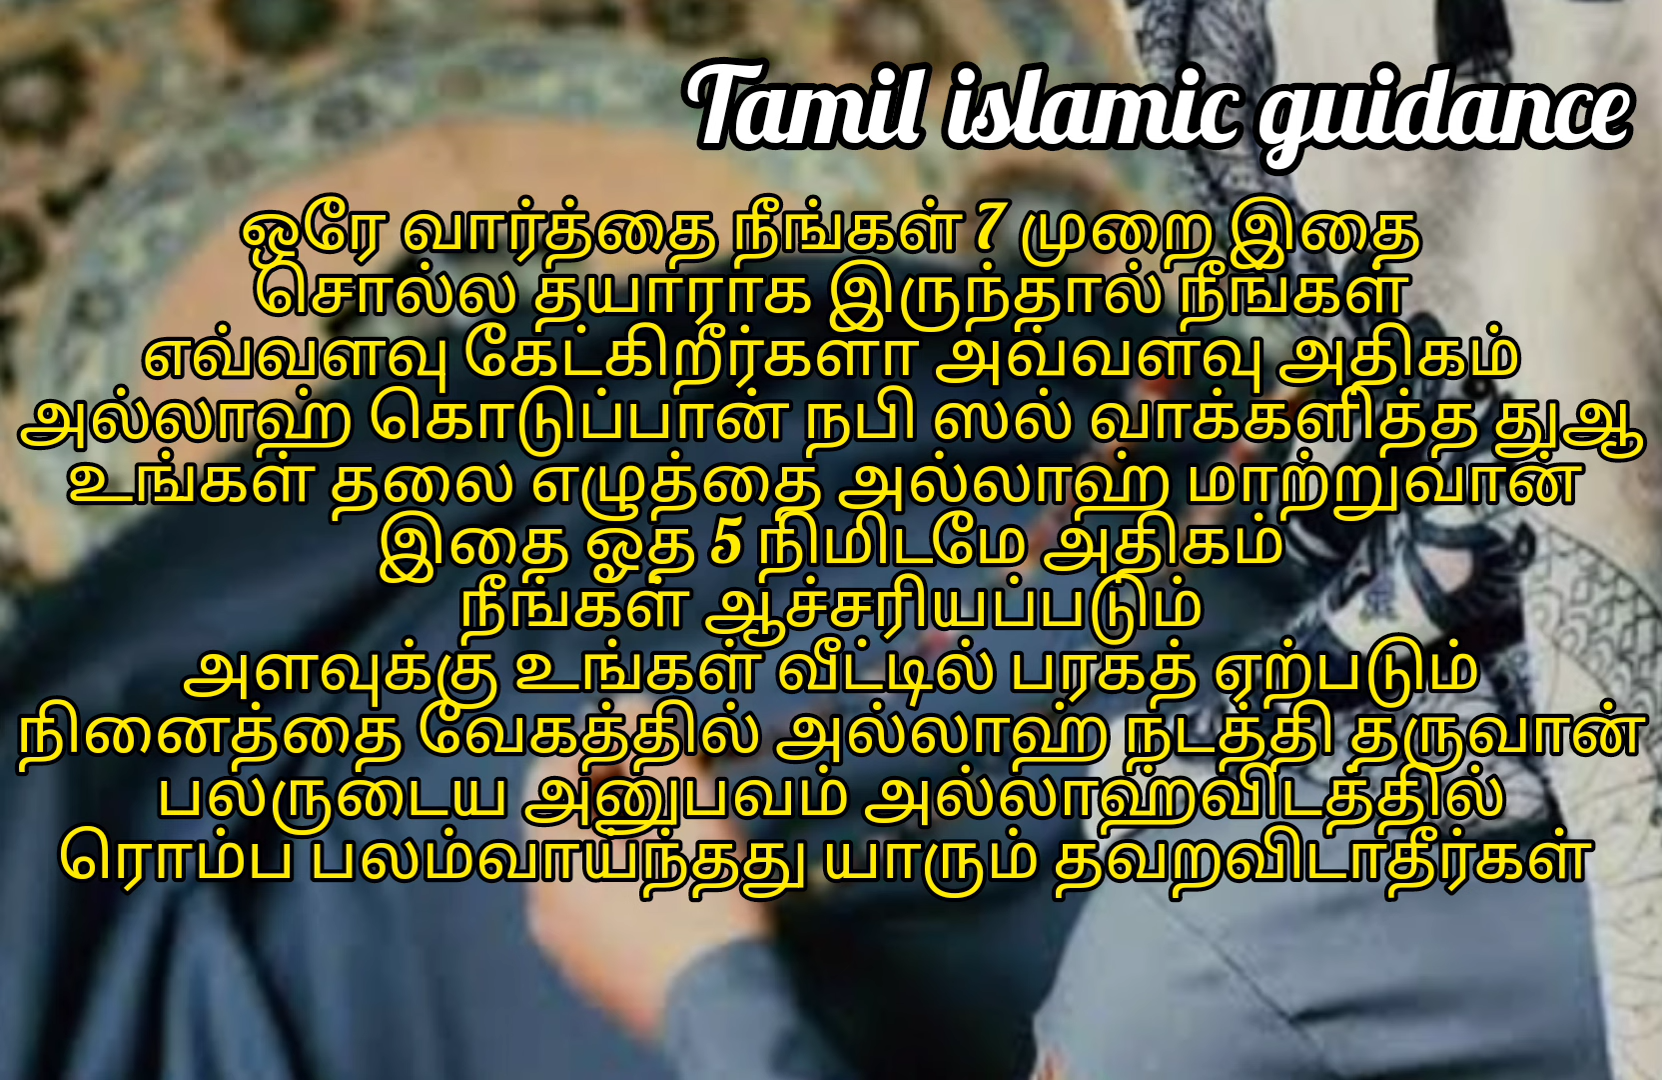 Tamil islamic guidance
ஒரே வார்த்தை நீங்கள் 7 முறை இதை
சொல்ல தயாராக இருந்தால் நீங்கள்
எவ்வளவு கேட்கிறீர்களா அவ்வளவு அதிகம்
அல்லாஹ் கொடுப்பான் நபி ஸல் வாக்களித்த துஆ
உங்கள் தலை எழுத்தை அல்லாஹ் மாற்றுவான்
இதை ஓத 5 நிமிடமே அதிகம்
நீங்கள் ஆச்சரியப்படும்
அளவுக்கு உங்கள் வீட்டில் பரகத் ஏற்படும்
நினைத்தை வேகத்தில் அல்லாஹ் நடத்தி தருவான்
பலருடைய அனுபவம் அல்லாஹ்விடத்தில்
ரொம்ப பலம்வாய்ந்தது யாரும் தவறவிடாதீர்கள்